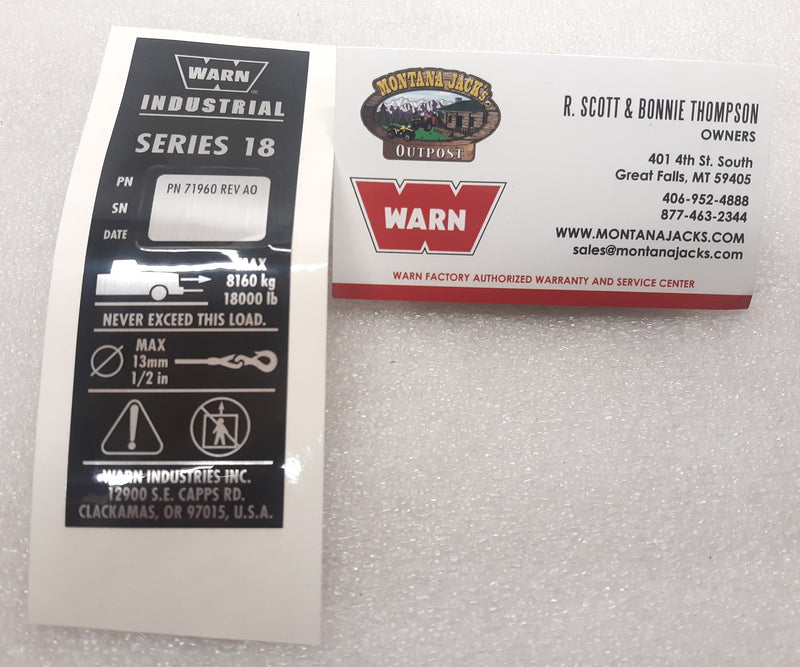 WARN
INDUSTRIAL
SERIES 18
PN
SN
DATE
PN 71960 REV AO
MAX
8160 kg
18000 lb
NEVER EXCEED THIS LOAD.
MAX
13mm
1/2 in
WARN INDUSTRIES INC.
12900 S.E. CAPPS RD.
CLACKAMAS, OR 97015, U.S.A.
MONTANA JACK'S
OUTPOST
WARN
R. SCOTT & BONNIE THOMPSON
OWNERS
401 4th St. South
Great Falls, MT 59405
406-952-4888
877-463-2344
WWW.MONTANAJACKS.COM
sales@montanajacks.com
WARN FACTORY AUTHORIZED WARRANTY AND SERVICE CENTER